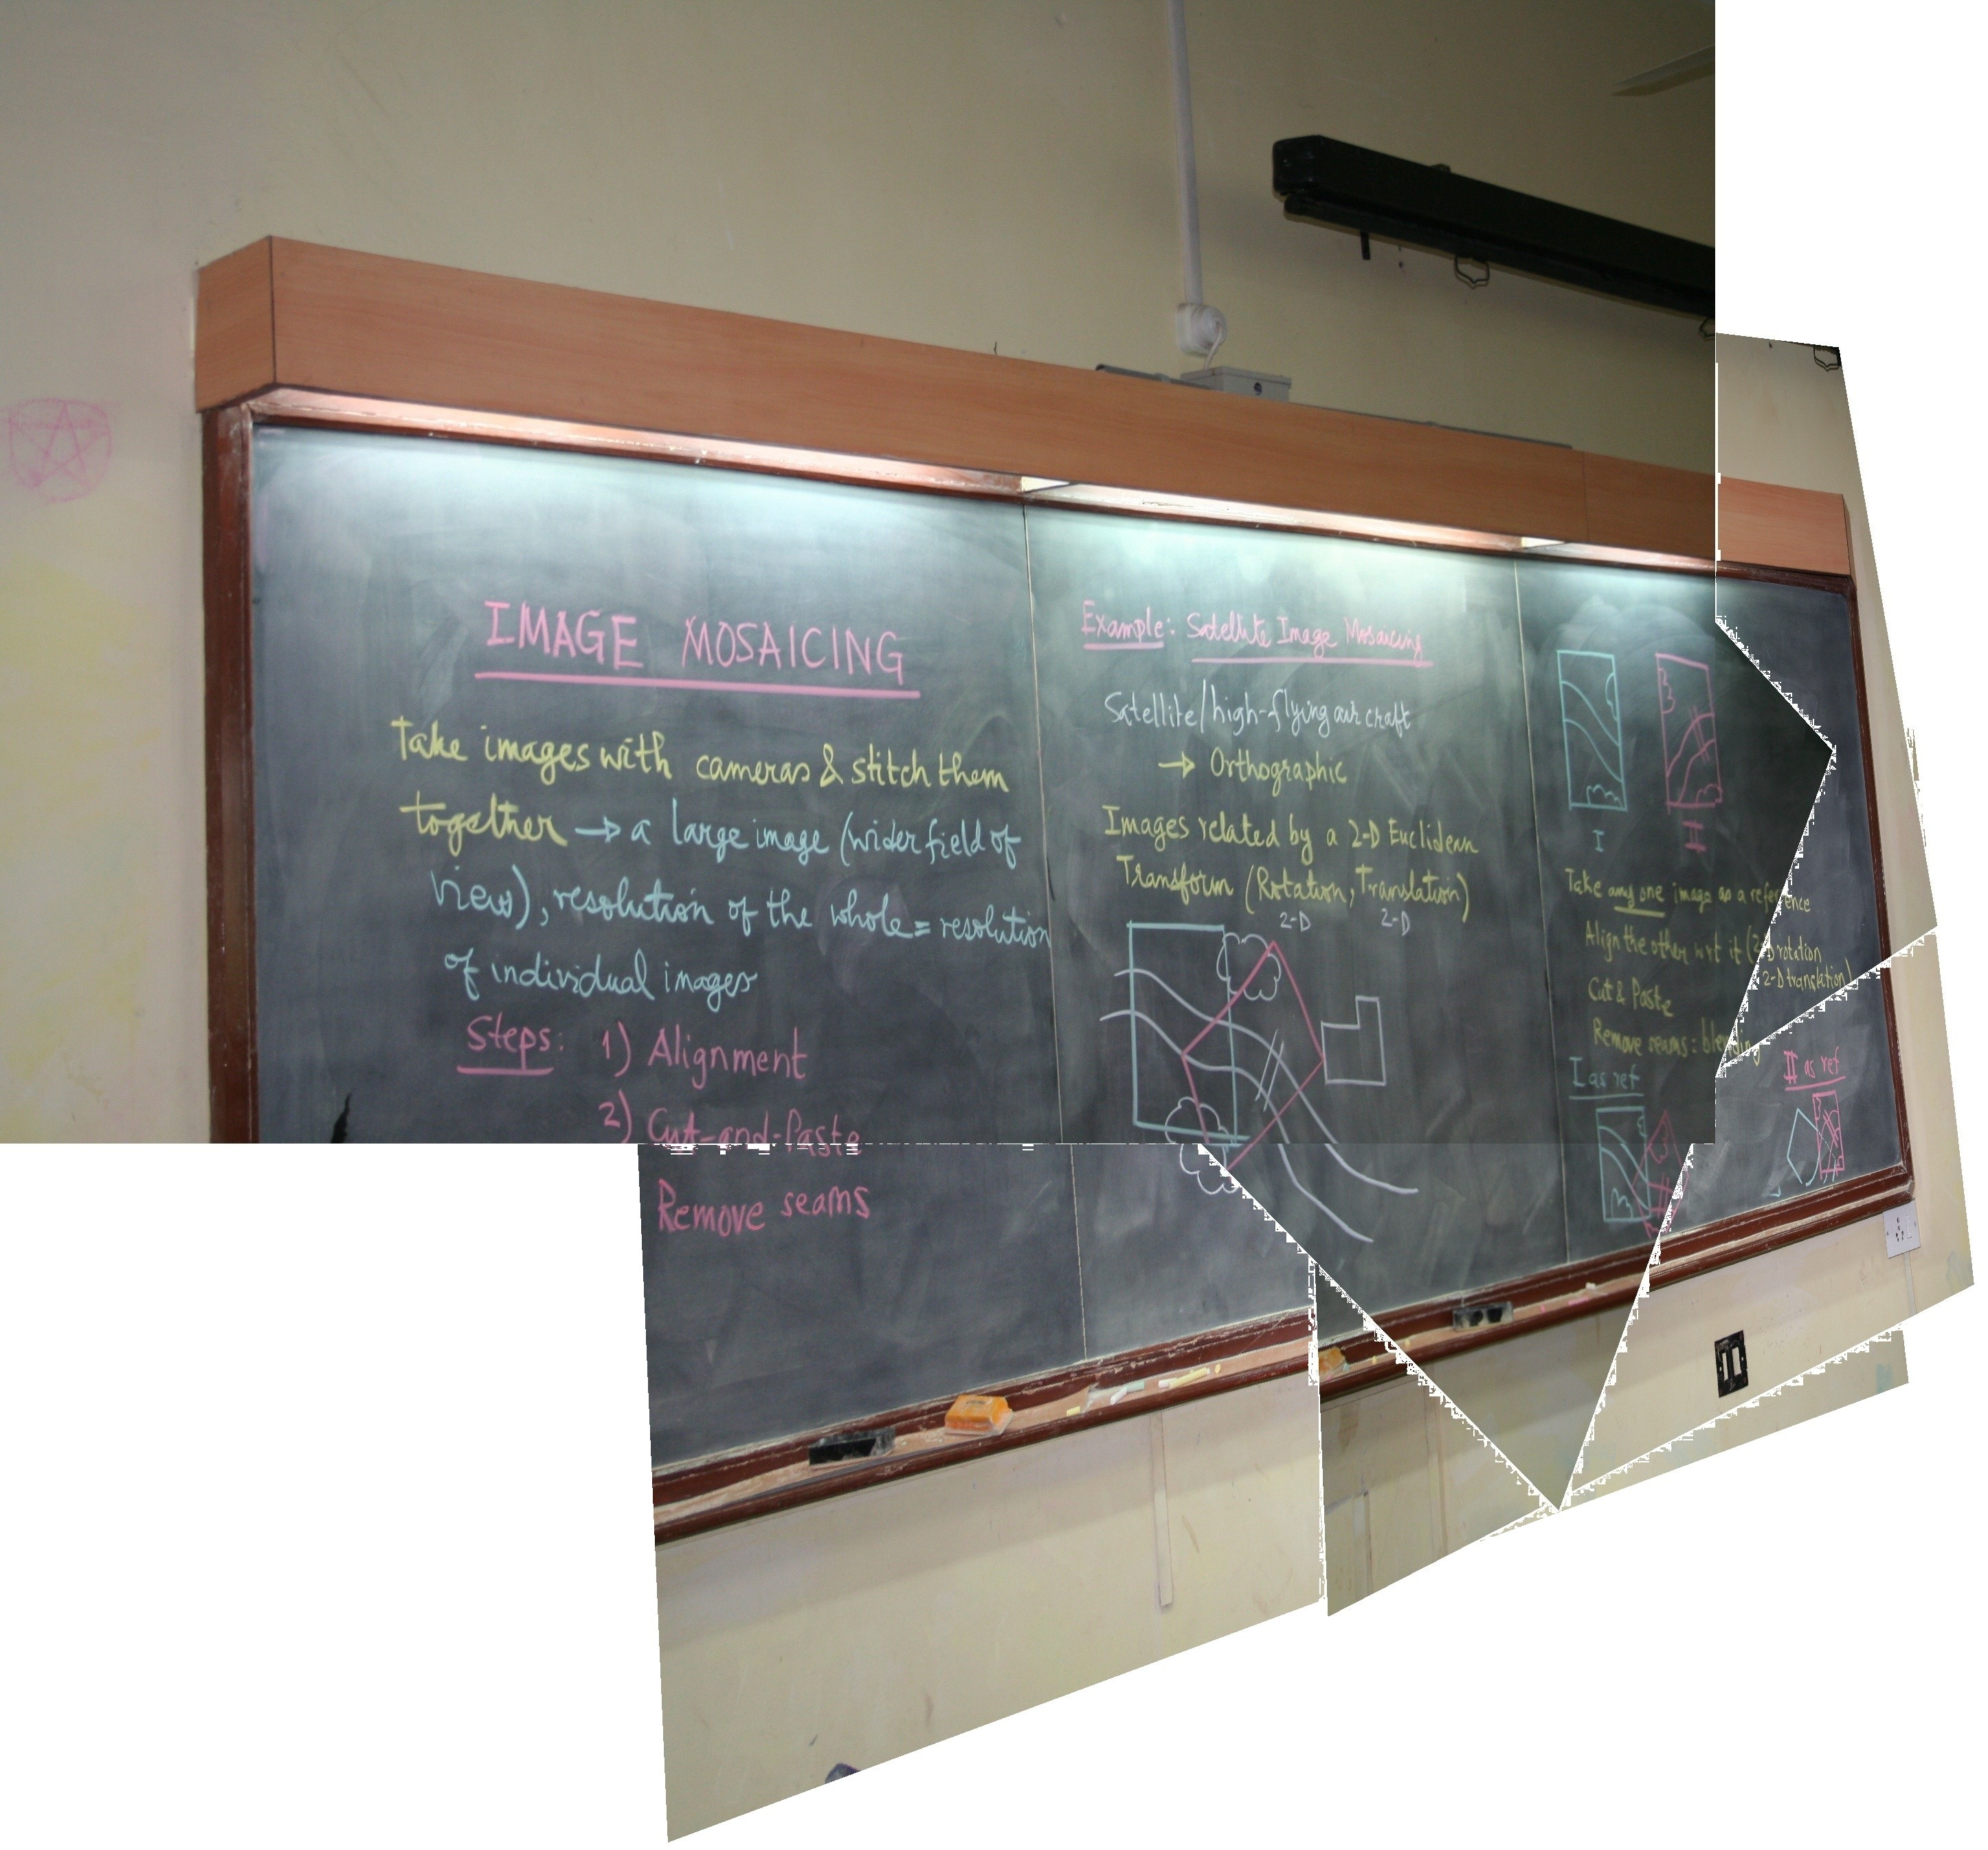 IMAGE MOSAICING
Take images with cameras & stitch them
together → a large image (wider field of
view), resolution of the whole = resolution
of individual images
Steps: 1) Alignment
2) Cut-and-Paste
Remove seams
Example: Satellite Image Mosaicing
Satellite/high-flying air craft
→ Orthographic
Images related by a 2-D Euclidean
Transform (Rotation, Translation)
2-D 2-D
I II
Take any one image as a reference
Align the other wrt it (2-D rotation
2-D translation)
Cut & Paste
Remove seams: blending
I as ref
II as ref